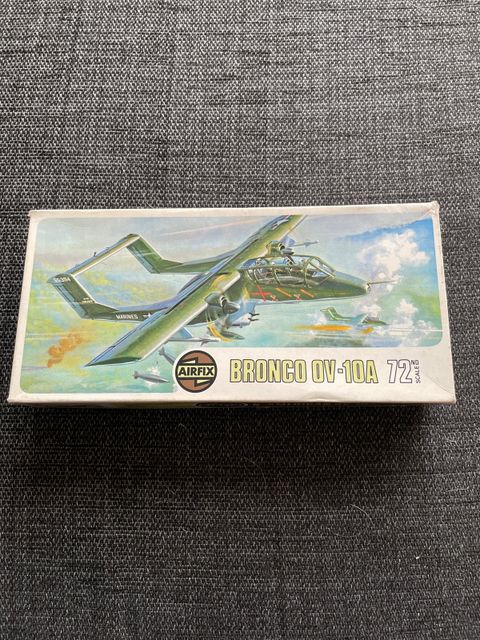 MARINES
AIRFIX
BRONCO OV-10A
72
SCALE